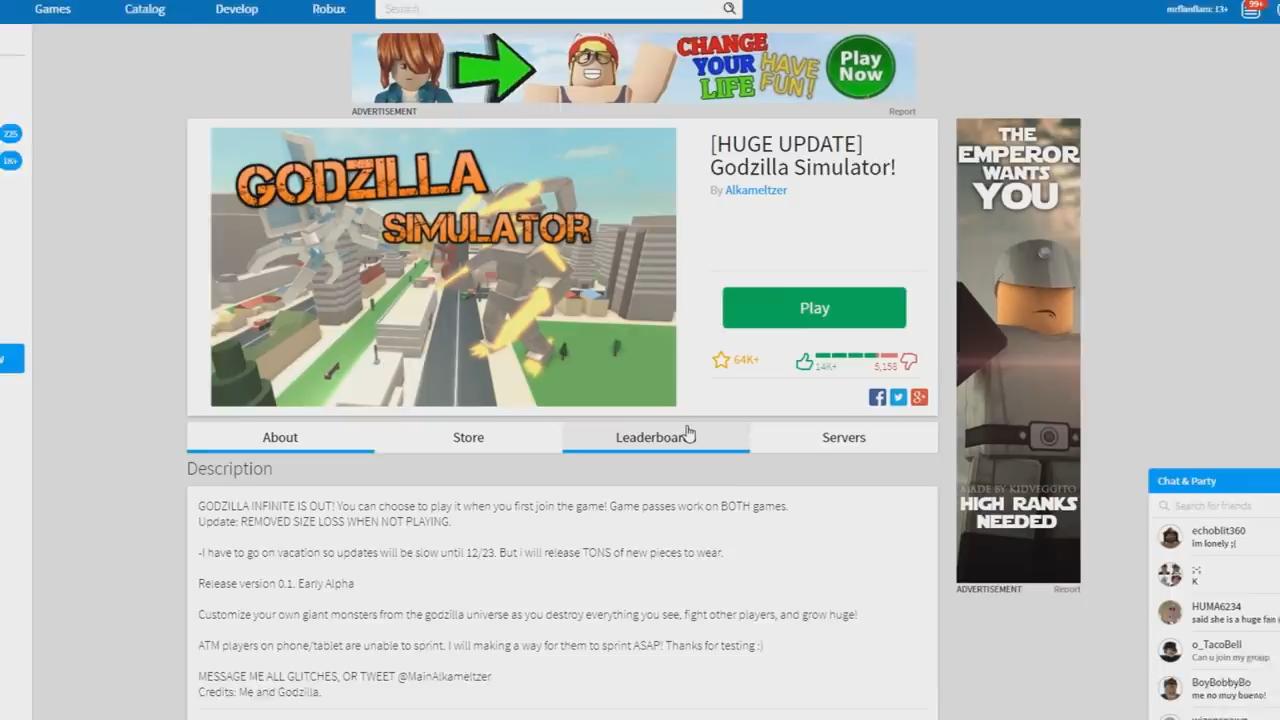 Games
Catalog
Develop
Robux
Search
mrflimflam: 13+
99+
CHANGE YOUR LIFE
HAVE FUN!
Play Now
ADVERTISEMENT
Report
225
1K+
GODZILLA
SIMULATOR
[HUGE UPDATE]
Godzilla Simulator!
By Alkameltzer
Play
64K+
14K+
5,158
THE
EMPEROR
WANTS
YOU
MADE BY KIDVEGGITO
HIGH RANKS
NEEDED
ADVERTISEMENT
Report
About
Store
Leaderboar
Servers
Description
GODZILLA INFINITE IS OUT! You can choose to play it when you first join the game! Game passes work on BOTH games.
Update: REMOVED SIZE LOSS WHEN NOT PLAYING.
-I have to go on vacation so updates will be slow until 12/23. But i will release TONS of new pieces to wear.
Release version 0.1. Early Alpha
Customize your own giant monsters from the godzilla universe as you destroy everything you see, fight other players, and grow huge!
ATM players on phone/tablet are unable to sprint. I will making a way for them to sprint ASAP! Thanks for testing :)
MESSAGE ME ALL GLITCHES, OR TWEET @MainAlkameltzer
Credits: Me and Godzilla.
Chat & Party
Search for friends
echoblit360
im lonely ;(
;-;
K
HUMA6234
said she is a huge fan
o_TacoBell
Can u join my group
BoyBobbyBo
me no muy bueno!